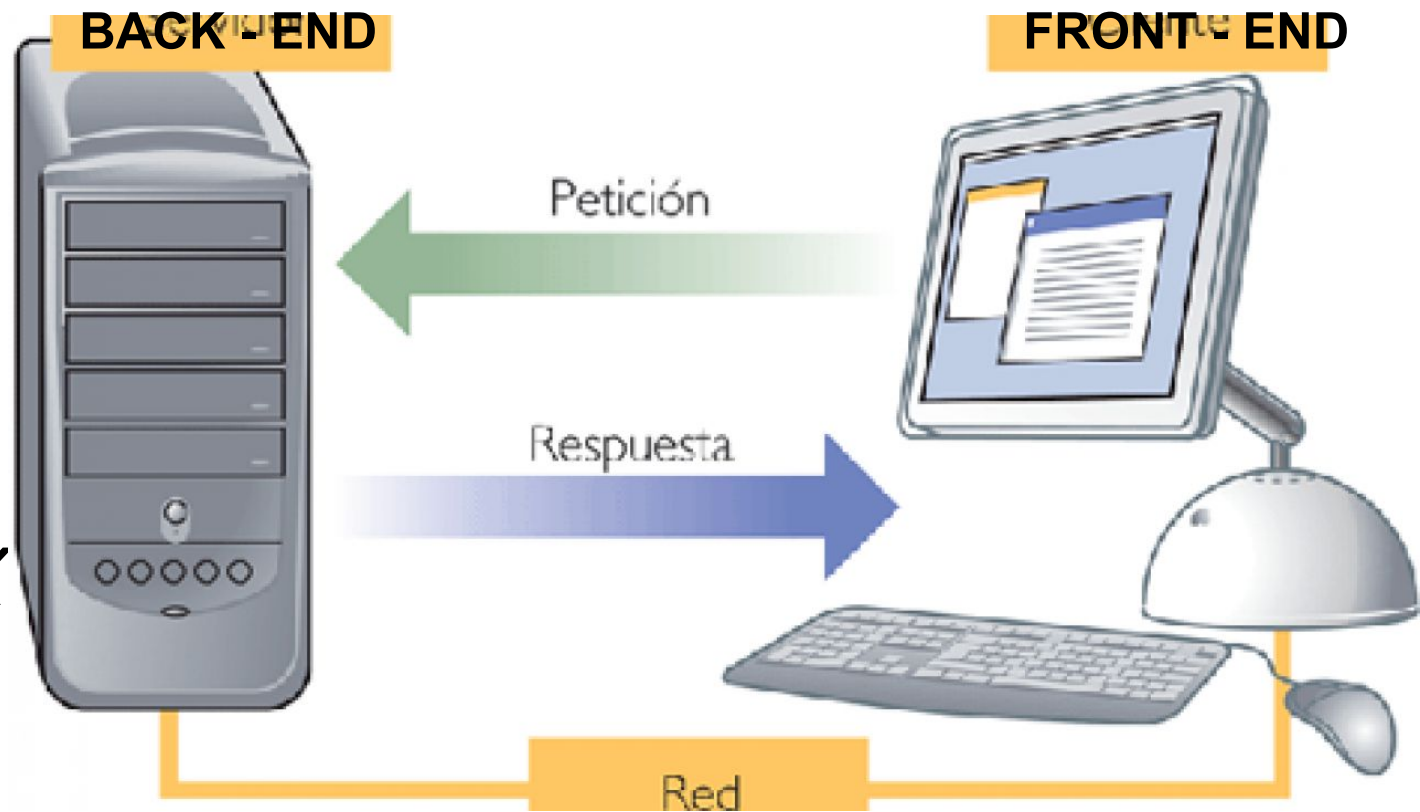 BACK - END
FRONT - END
Petición
Respuesta
Red